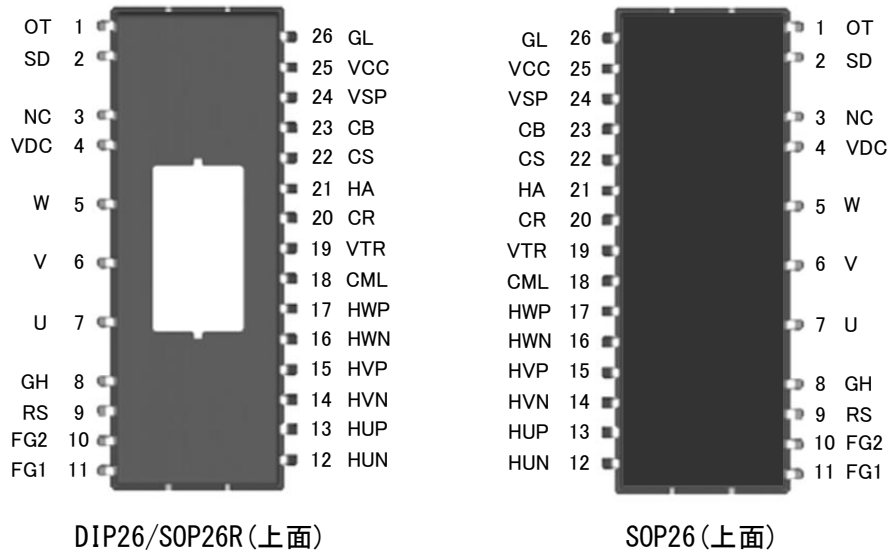 OT 1
SD 2
NC 3
VDC 4
W 5
V 6
U 7
GH 8
RS 9
FG2 10
FG1 11
26 GL
25 VCC
24 VSP
23 CB
22 CS
21 HA
20 CR
19 VTR
18 CML
17 HWP
16 HWN
15 HVP
14 HVN
13 HUP
12 HUN
DIP26/SOP26R(上面)
GL 26
VCC 25
VSP 24
CB 23
CS 22
HA 21
CR 20
VTR 19
CML 18
HWP 17
HWN 16
HVP 15
HVN 14
HUP 13
HUN 12
1 OT
2 SD
3 NC
4 VDC
5 W
6 V
7 U
8 GH
9 RS
10 FG2
11 FG1
SOP26(上面)